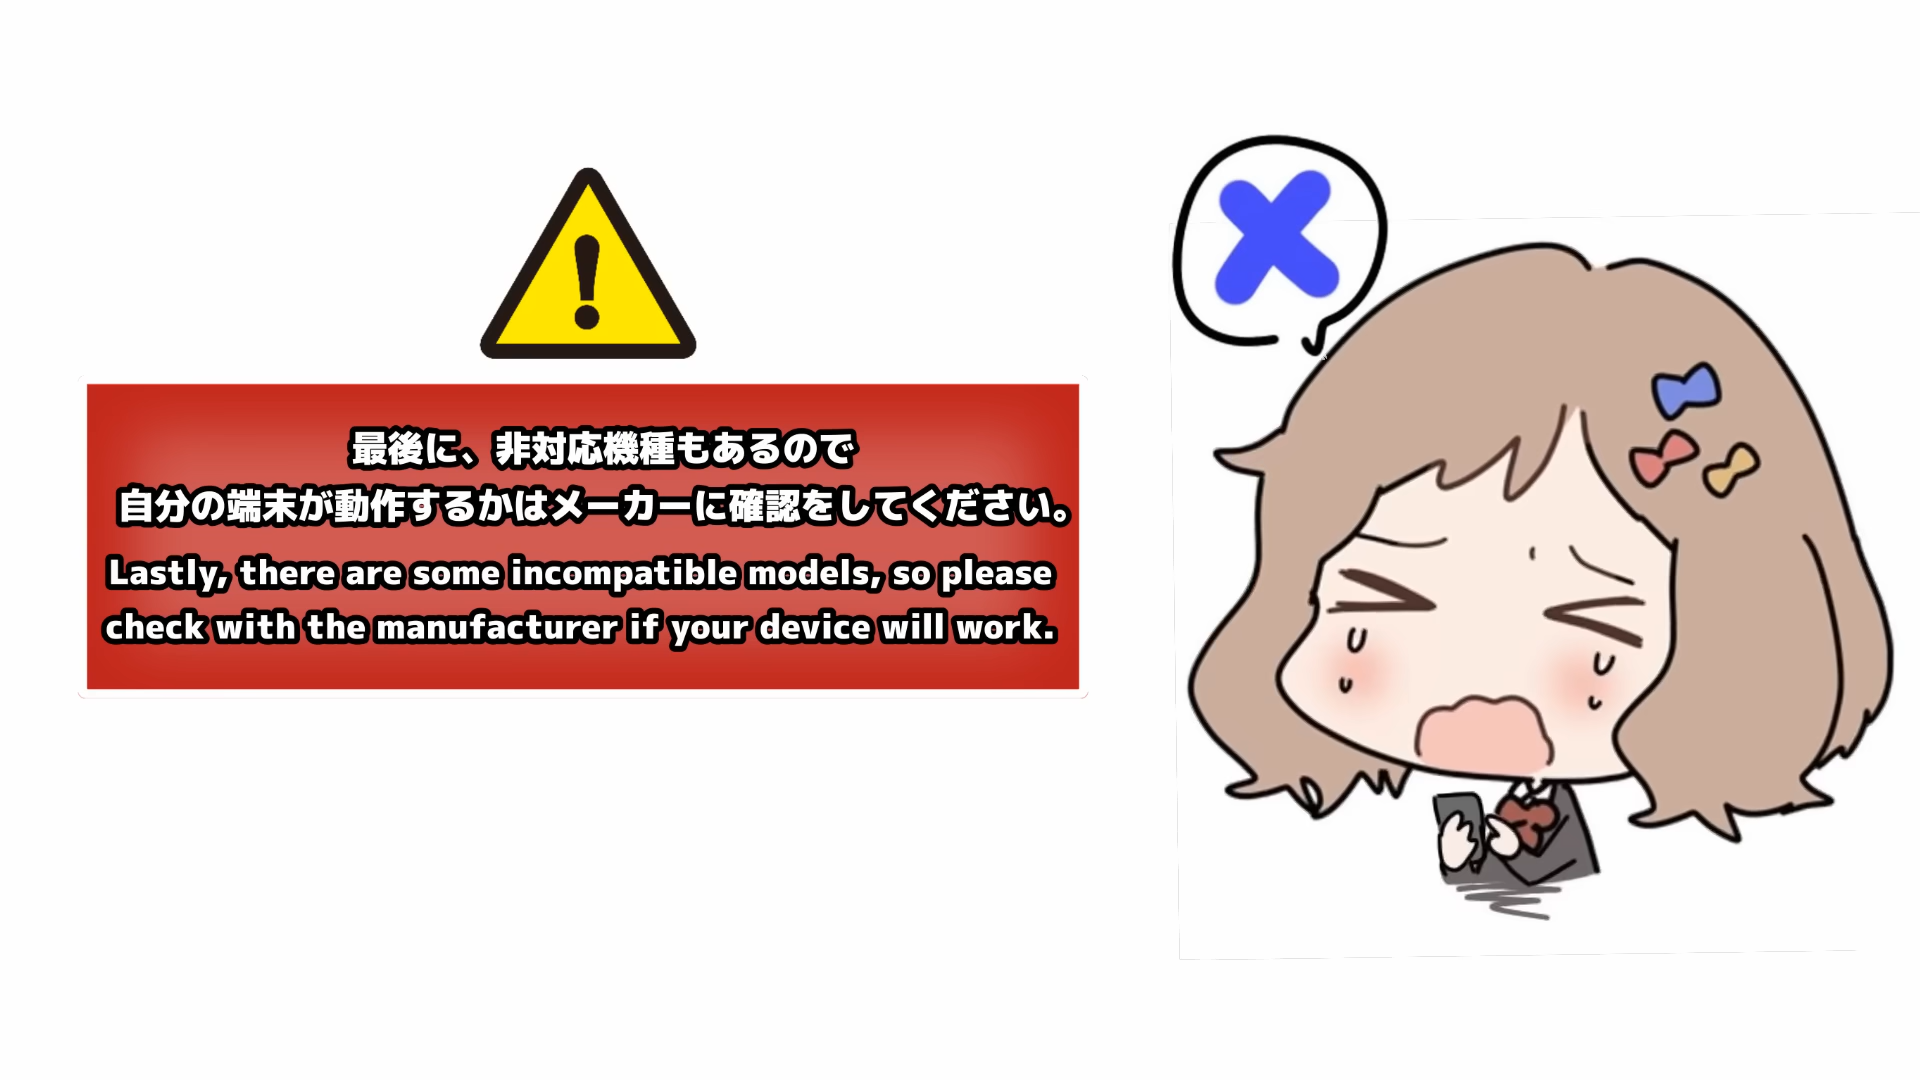 最後に、非対応機種もあるので
自分の端末が動作するかはメーカーに確認をしてください。
Lastly, there are some incompatible models, so please
check with the manufacturer if your device will work.